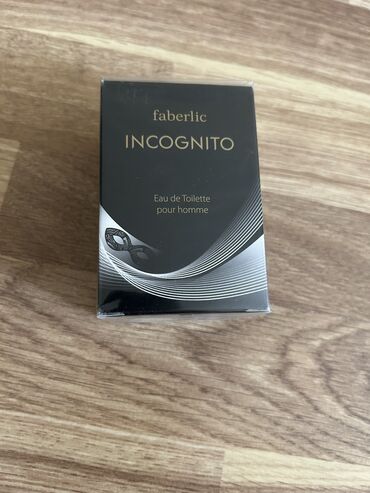 faberlic
INCOGNITO
Eau de Toilette
pour homme